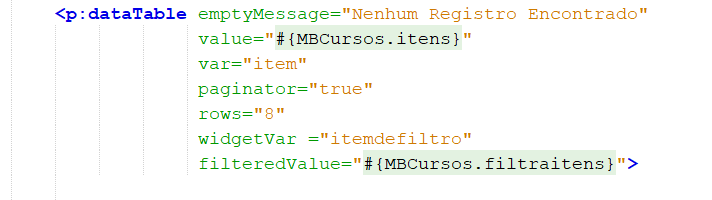 <p:dataTable emptyMessage="Nenhum Registro Encontrado"
value="#{MBCursos.itens}"
var="item"
paginator="true"
rows="8"
widgetVar ="itemdefiltro"
filteredValue="#{MBCursos.filtraitens}">